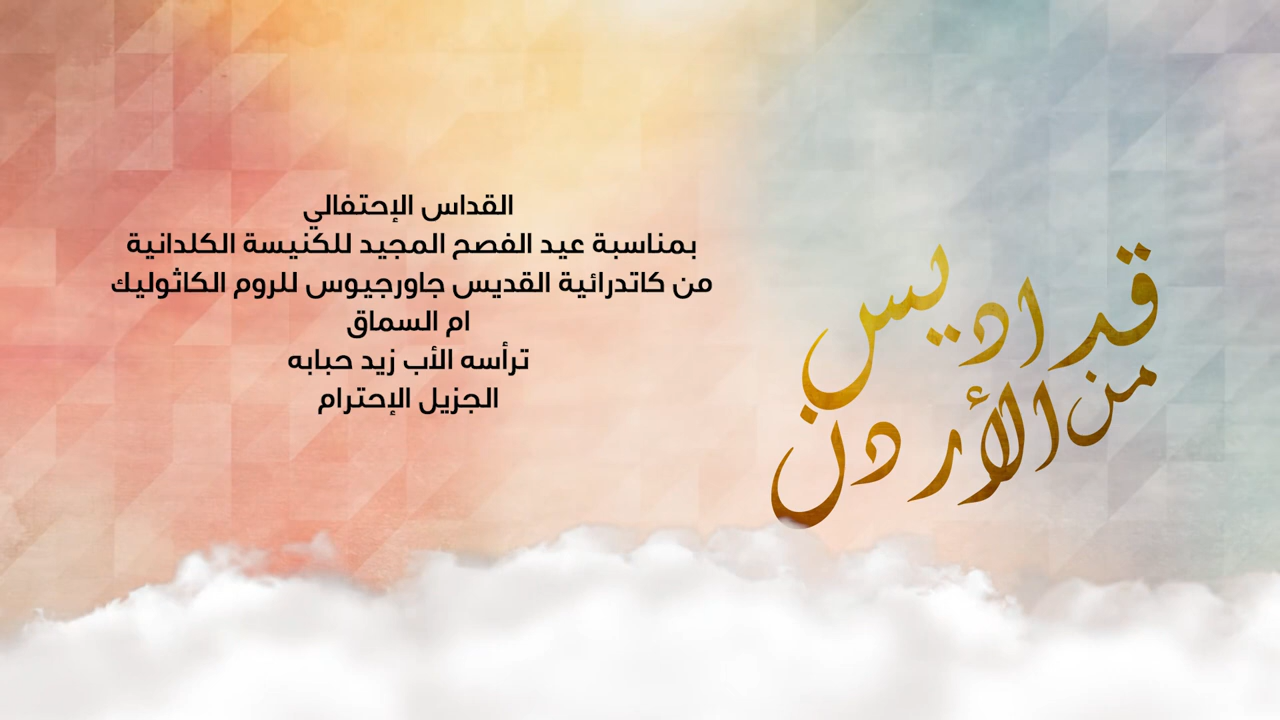 قداديس
من الأردن
القداس الإحتفالي
بمناسبة عيد الفصح المجيد للكنيسة الكلدانية
من كاتدرائية القديس جاورجيوس للروم الكاثوليك
ام السماق
ترأسه الأب زيد حبابه
الجزيل الإحترام